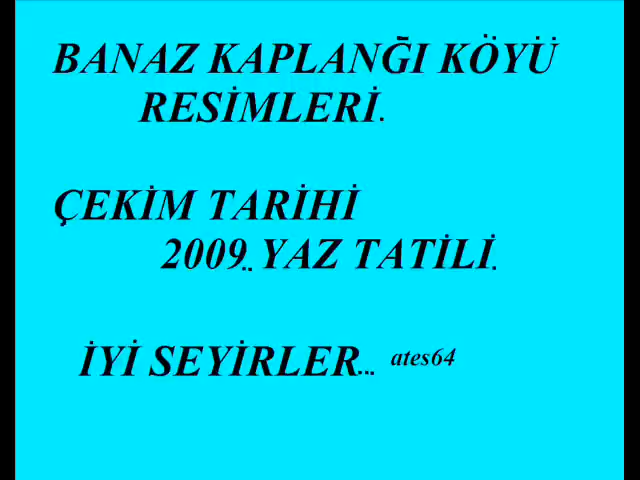 BANAZ KAPLANĞI KÖYÜ
RESİMLERİ.
ÇEKİM TARİHİ
2009.. YAZ TATİLİ.
İYİ SEYİRLER... ates64